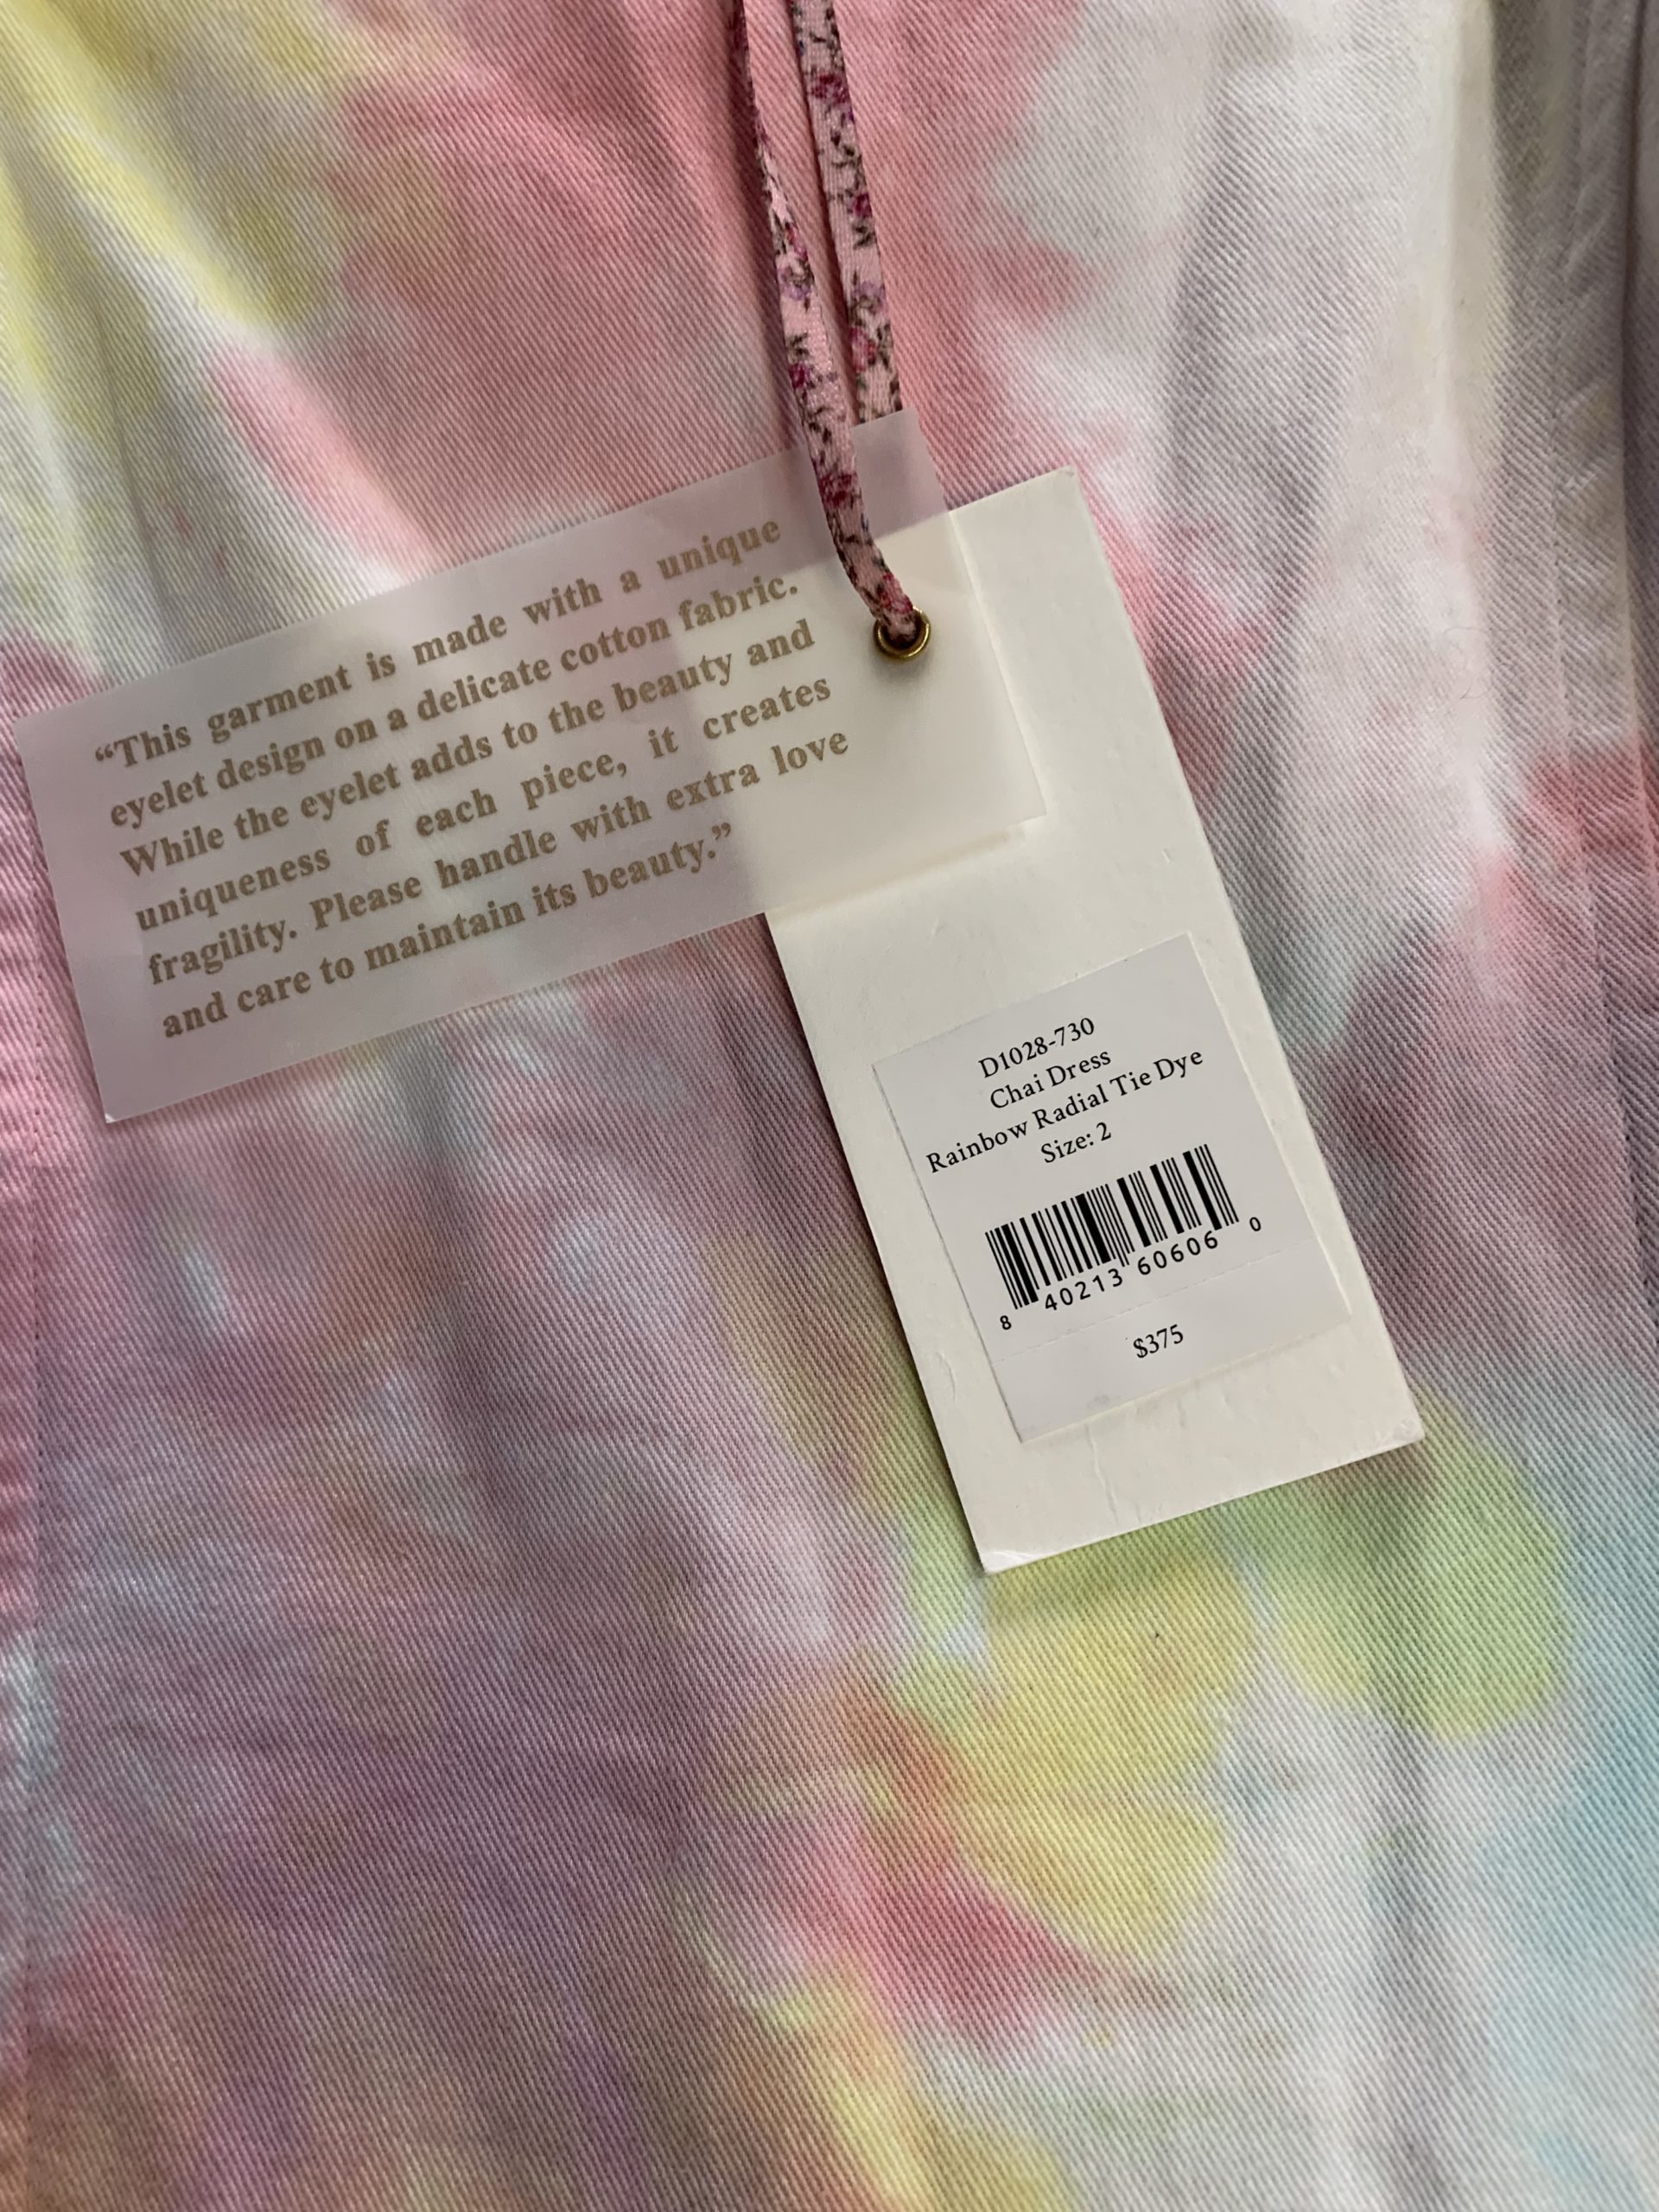 “This garment is made with a unique
eyelet design on a delicate cotton fabric.
While the eyelet adds to the beauty and
uniqueness of each piece, it creates
fragility. Please handle with extra love
and care to maintain its beauty.”
D1028-730
Chai Dress
Rainbow Radial Tie Dye
Size: 2
8 40213 60606 0
$375